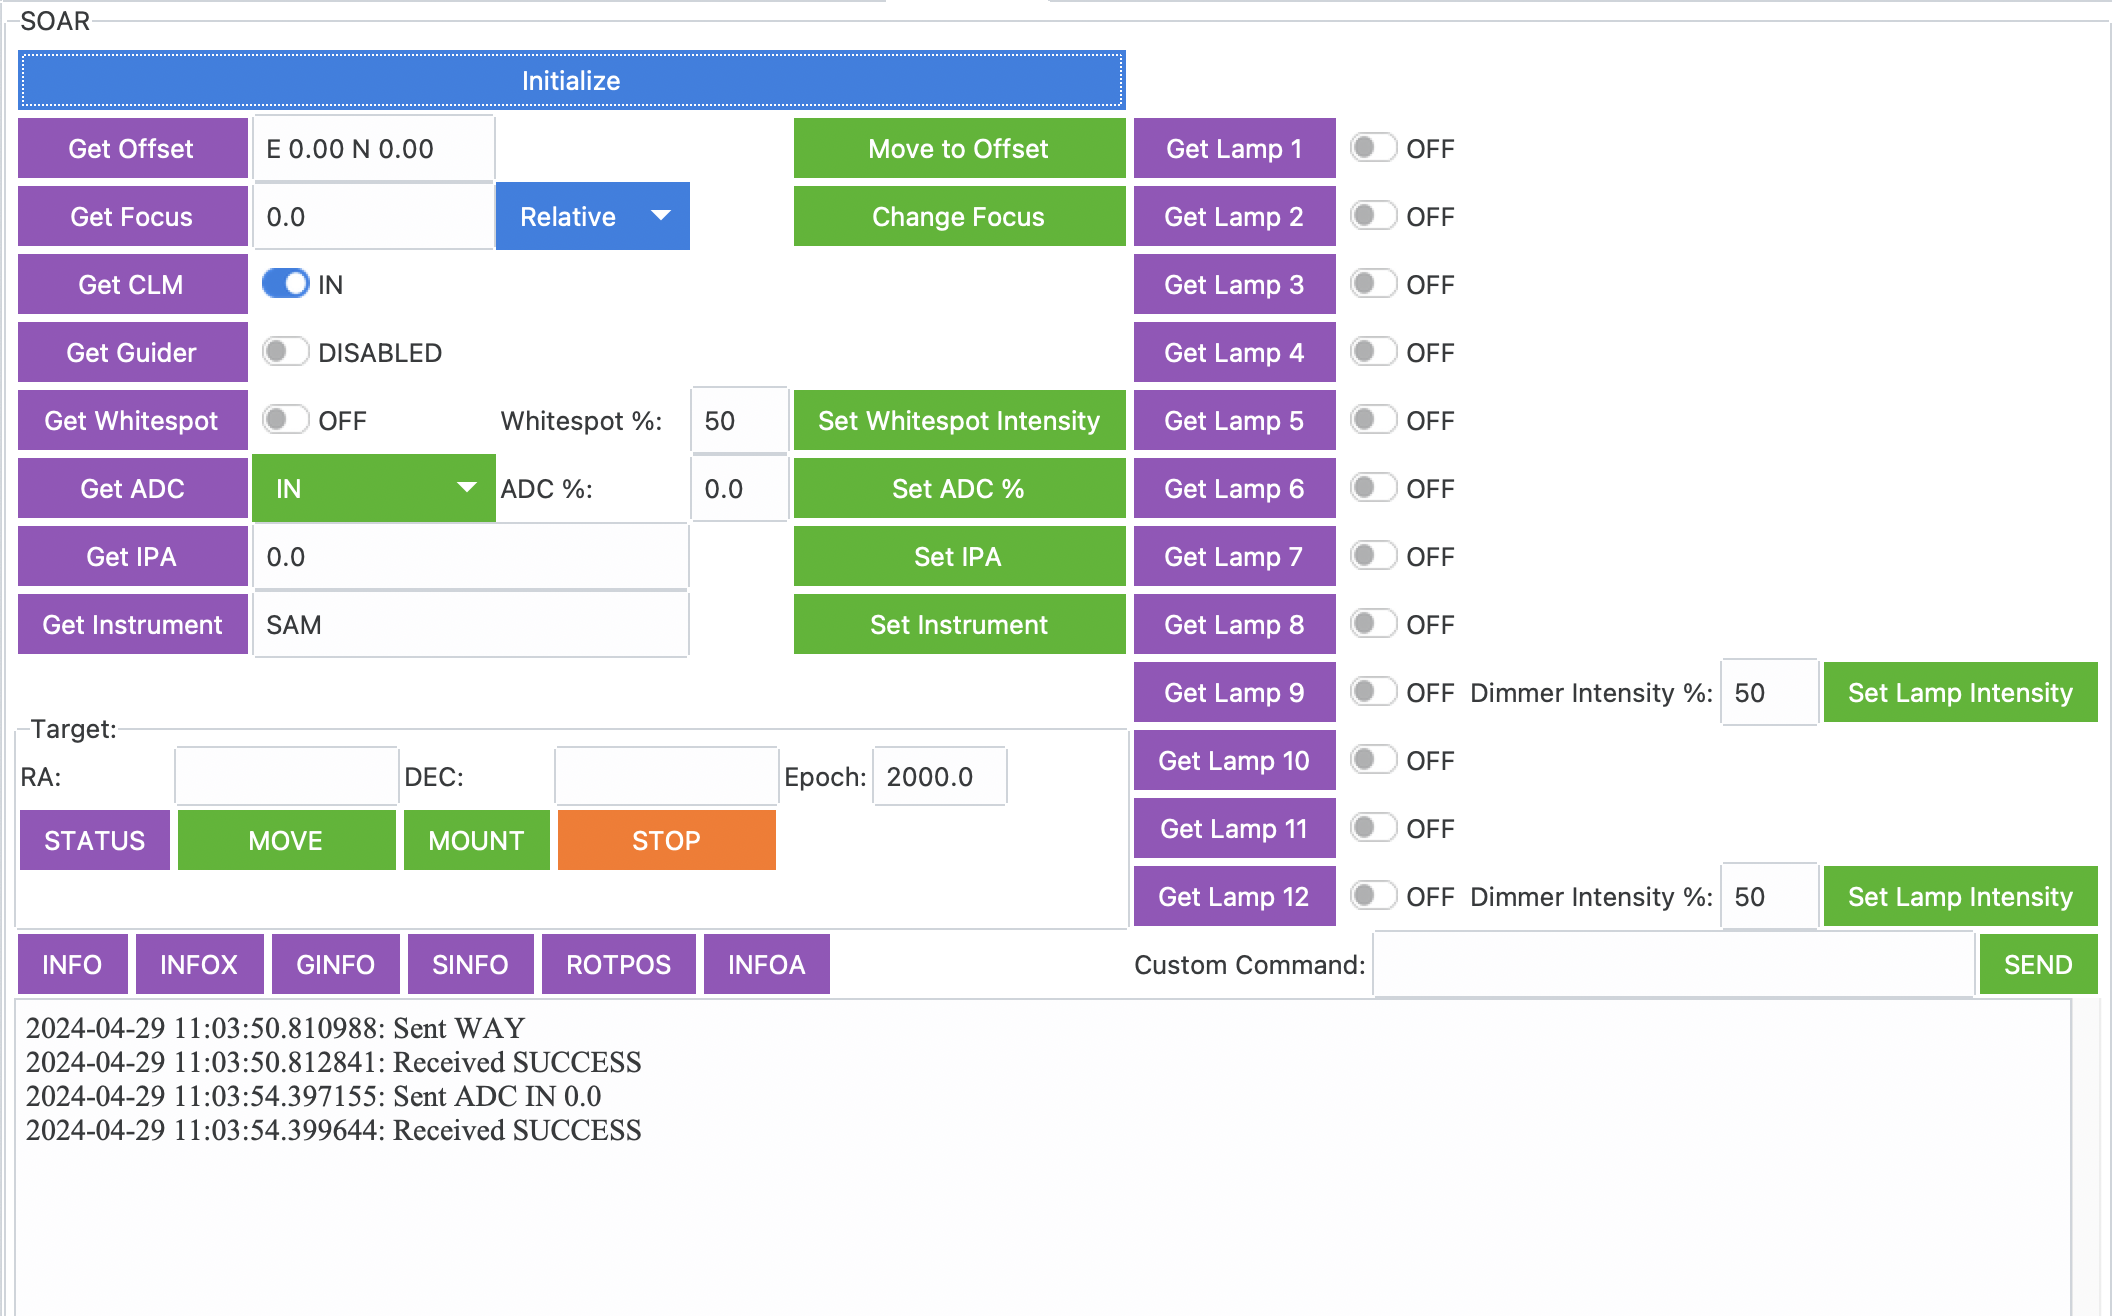 SOAR
Initialize
Get Offset E 0.00 N 0.00 Move to Offset Get Lamp 1 OFF
Get Focus 0.0 Relative Change Focus Get Lamp 2 OFF
Get CLM IN Get Lamp 3 OFF
Get Guider DISABLED Get Lamp 4 OFF
Get Whitespot OFF Whitespot %: 50 Set Whitespot Intensity Get Lamp 5 OFF
Get ADC IN ADC %: 0.0 Set ADC % Get Lamp 6 OFF
Get IPA 0.0 Set IPA Get Lamp 7 OFF
Get Instrument SAM Set Instrument Get Lamp 8 OFF
Get Lamp 9 OFF Dimmer Intensity %: 50 Set Lamp Intensity
Target:
RA: DEC: Epoch: 2000.0 Get Lamp 10 OFF
STATUS MOVE MOUNT STOP Get Lamp 11 OFF
Get Lamp 12 OFF Dimmer Intensity %: 50 Set Lamp Intensity
INFO INFOX GINFO SINFO ROTPOS INFOA Custom Command: SEND
2024-04-29 11:03:50.810988: Sent WAY
2024-04-29 11:03:50.812841: Received SUCCESS
2024-04-29 11:03:54.397155: Sent ADC IN 0.0
2024-04-29 11:03:54.399644: Received SUCCESS